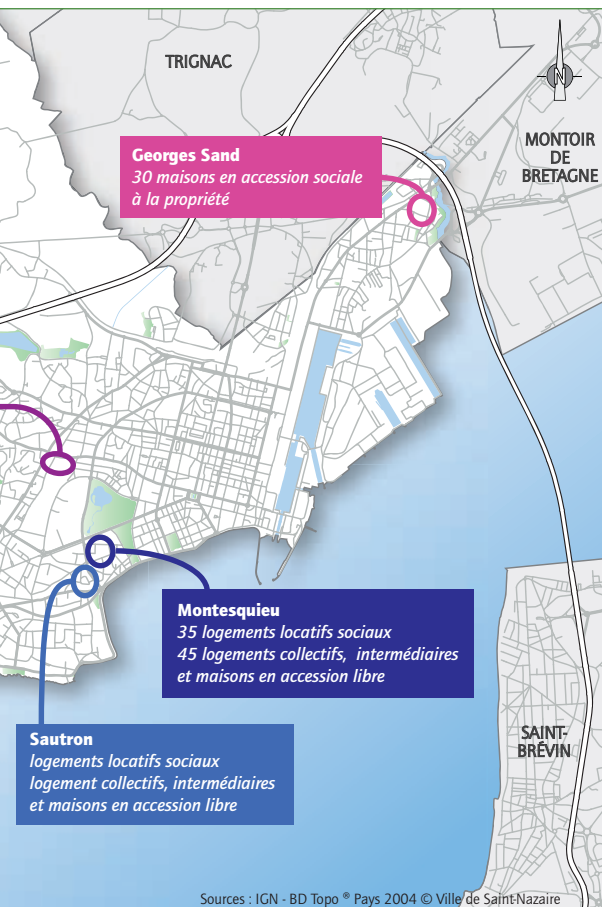 TRIGNAC
N
MONTOIR
DE
BRETAGNE
Georges Sand
30 maisons en accession sociale
à la propriété
Montesquieu
35 logements locatifs sociaux
45 logements collectifs, intermédiaires
et maisons en accession libre
Sautron
logements locatifs sociaux
logement collectifs, intermédiaires
et maisons en accession libre
SAINT-
BRÉVIN
Sources : IGN - BD Topo ® Pays 2004 © Ville de Saint-Nazaire